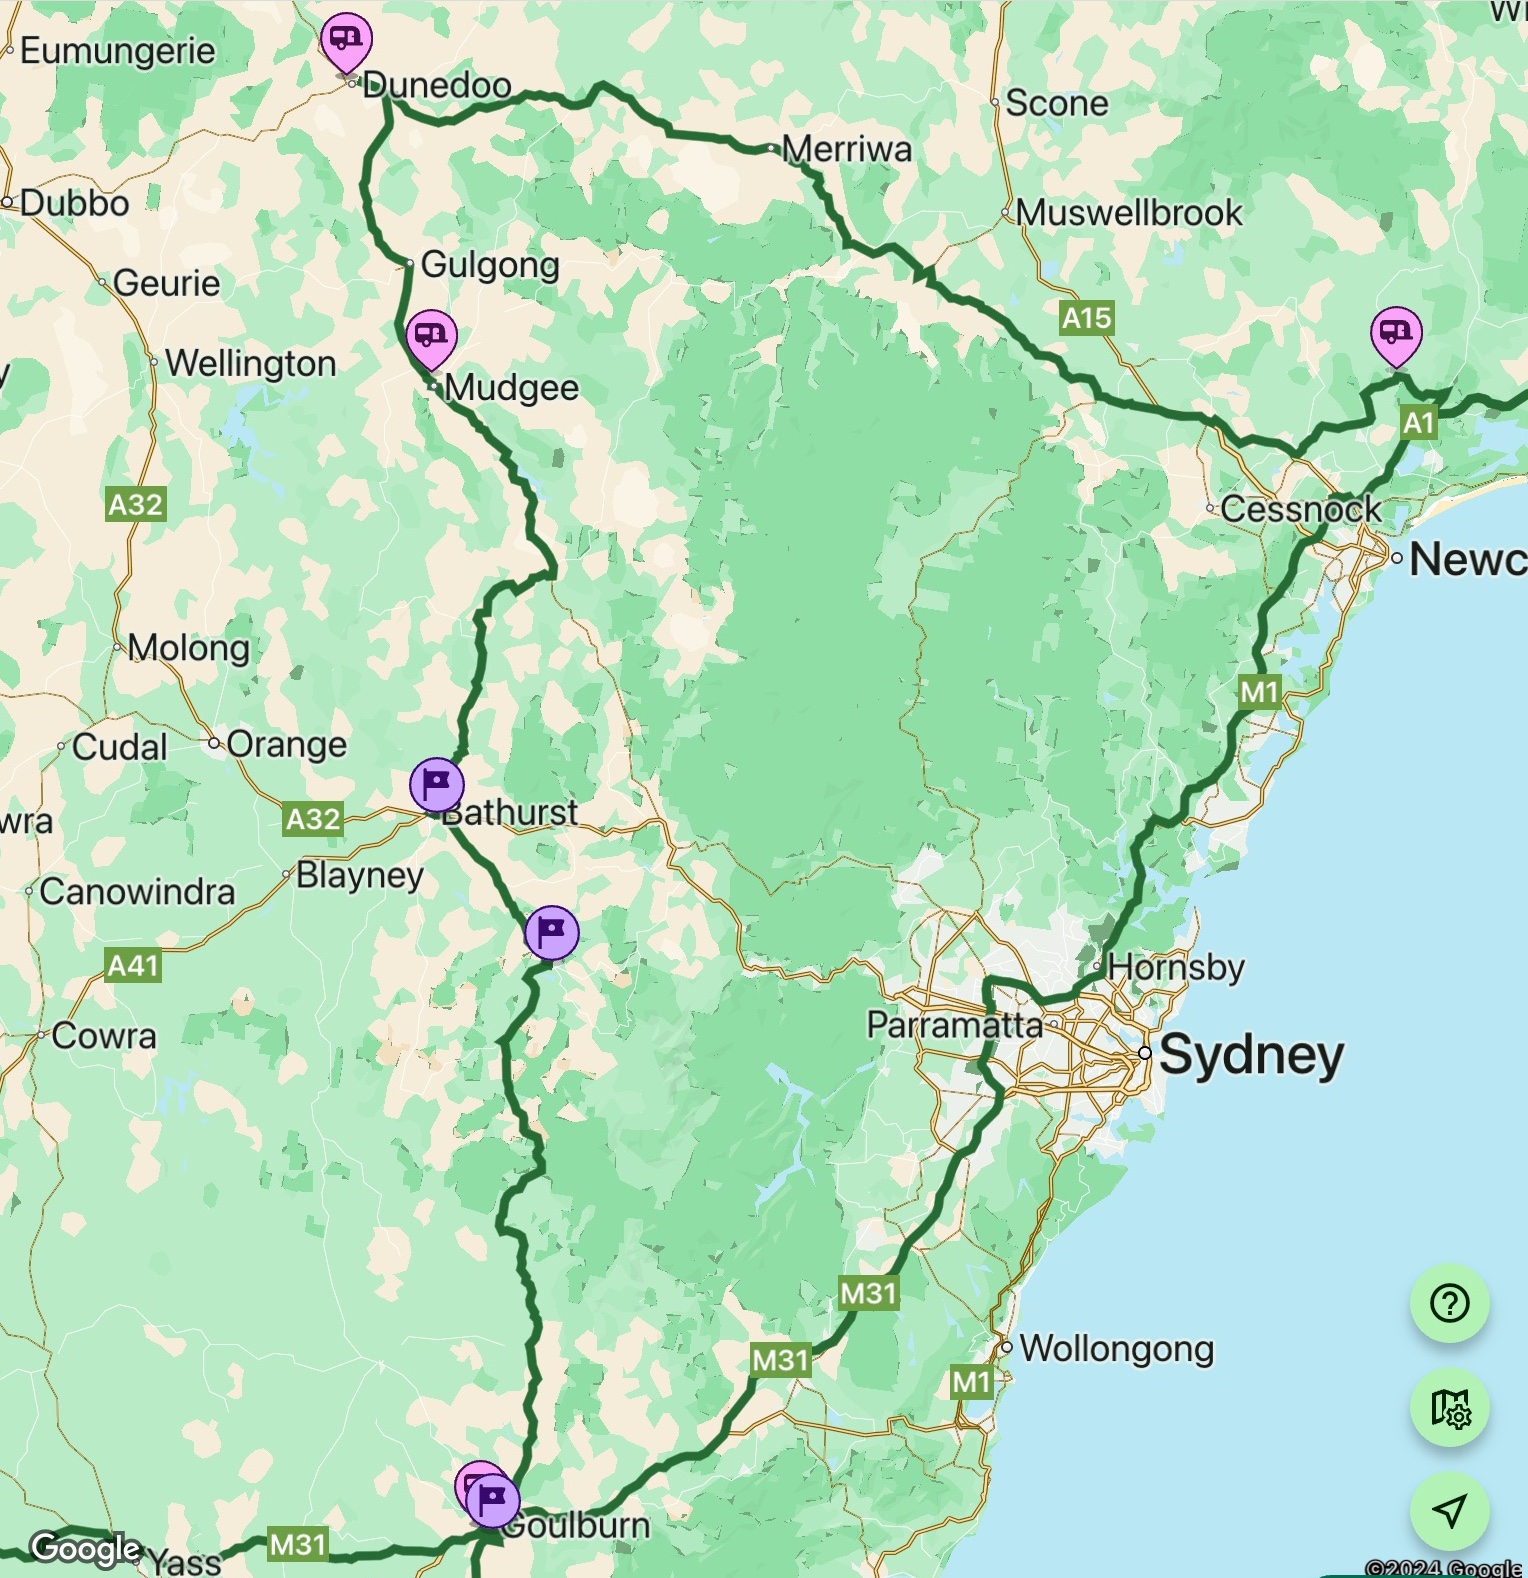 Eumungerie
Dunedoo
Scone
Merriwa
Dubbo
Muswellbrook
Gulgong
Geurie
A15
Wellington
Mudgee
A1
A32
Cessnock
Newc
Molong
M1
Cudal
Orange
A32
Bathurst
wra
Blayney
Canowindra
A41
Hornsby
Parramatta
Cowra
Sydney
M31
Wollongong
M31
M1
Goulburn
M31
Google
Yass
©2024 Google